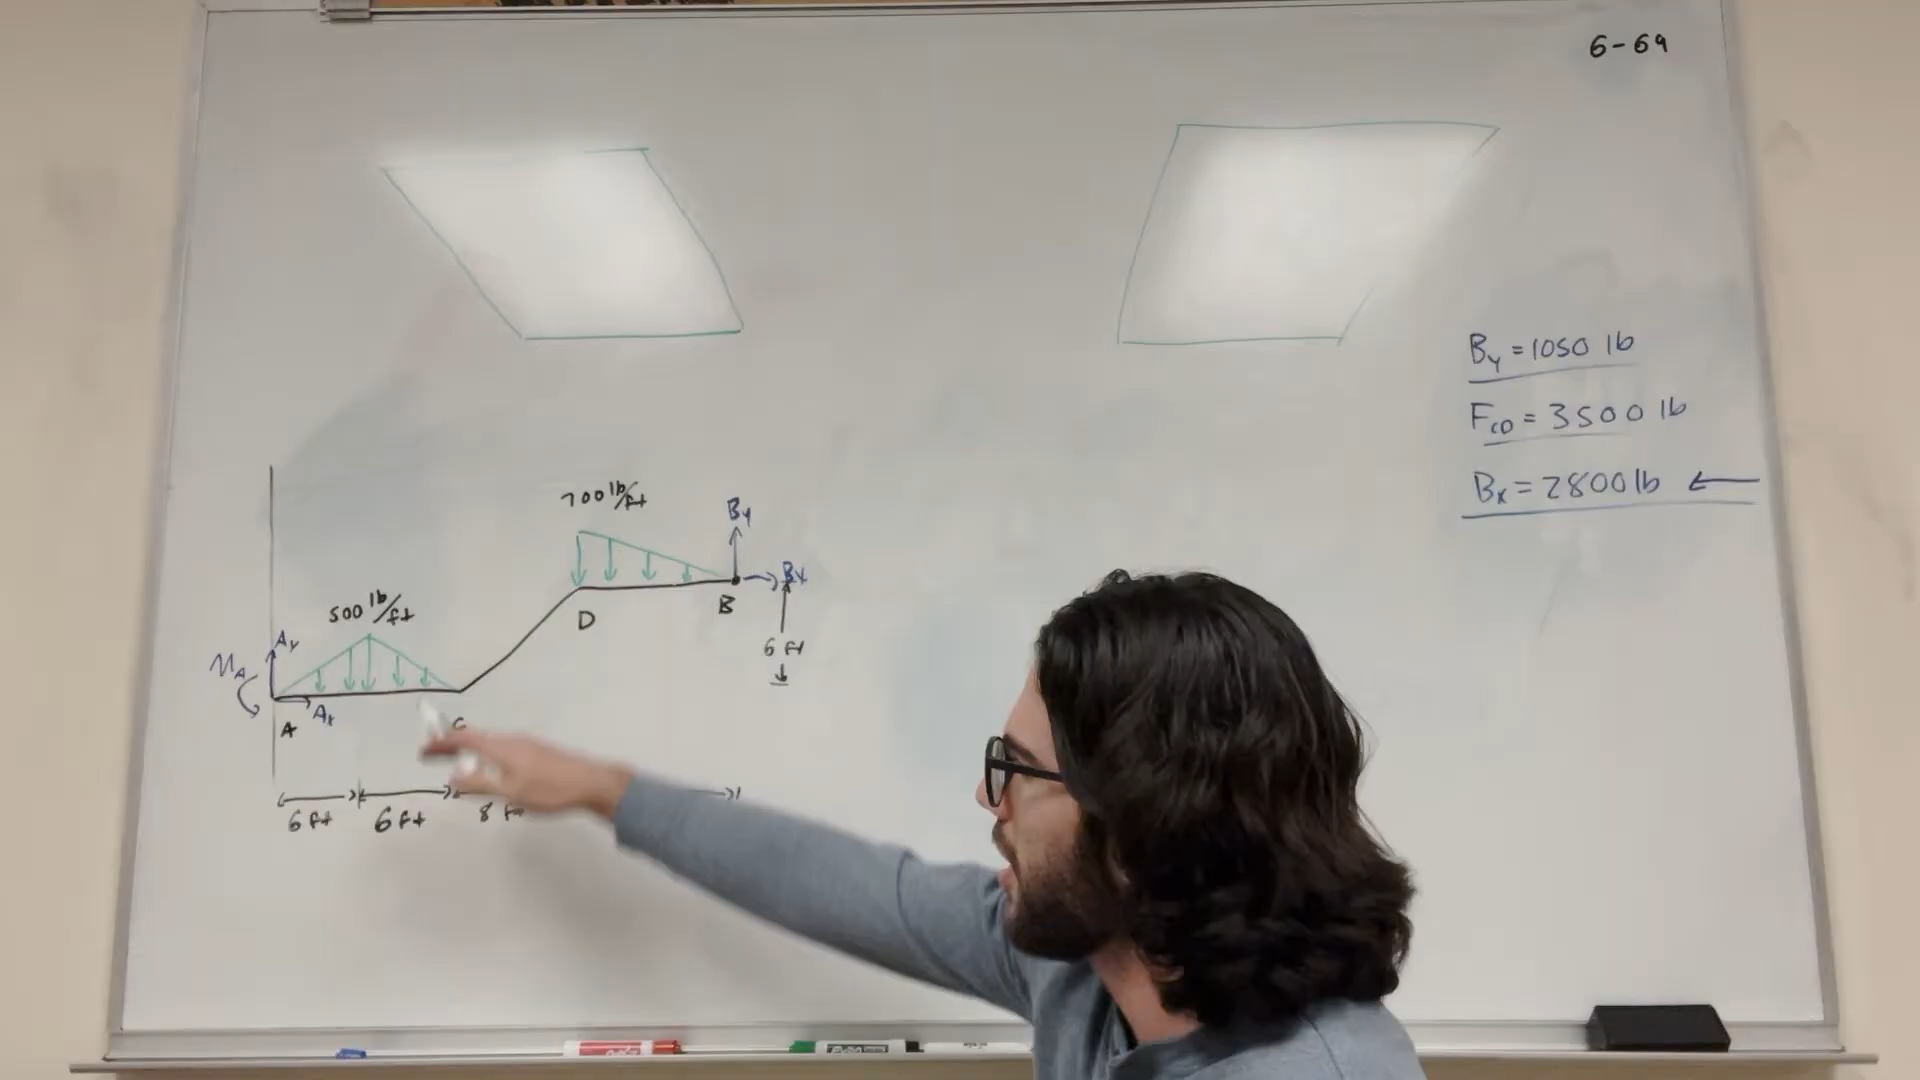 6-69
By = 1050 lb
FCD = 3500 lb
Bx = 2800 lb ←
700 lb/ft
By
Bx
B
D
6 ft
500 lb/ft
Ay
MA
Ax
A
C
6 ft
6 ft
8 ft